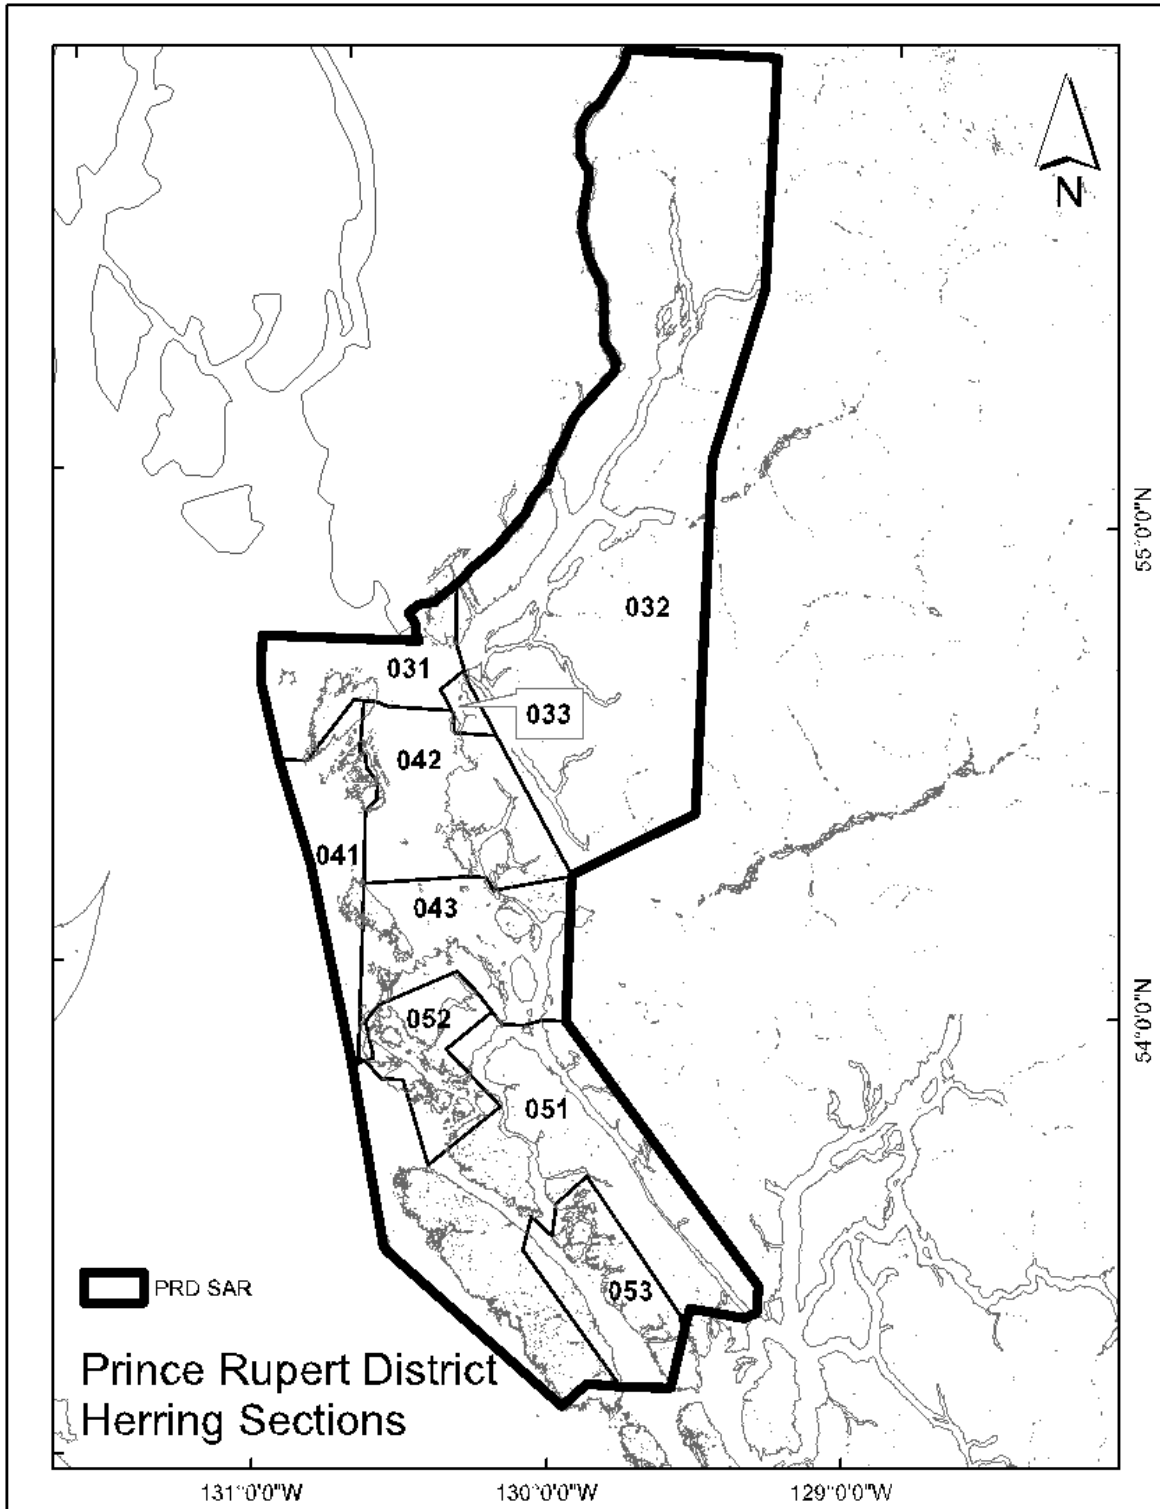 N
55°0'0"N
032
031
033
042
041
043
54°0'0"N
052
051
053
PRD SAR
Prince Rupert District
Herring Sections
131°0'0"W
130°0'0"W
129°0'0"W